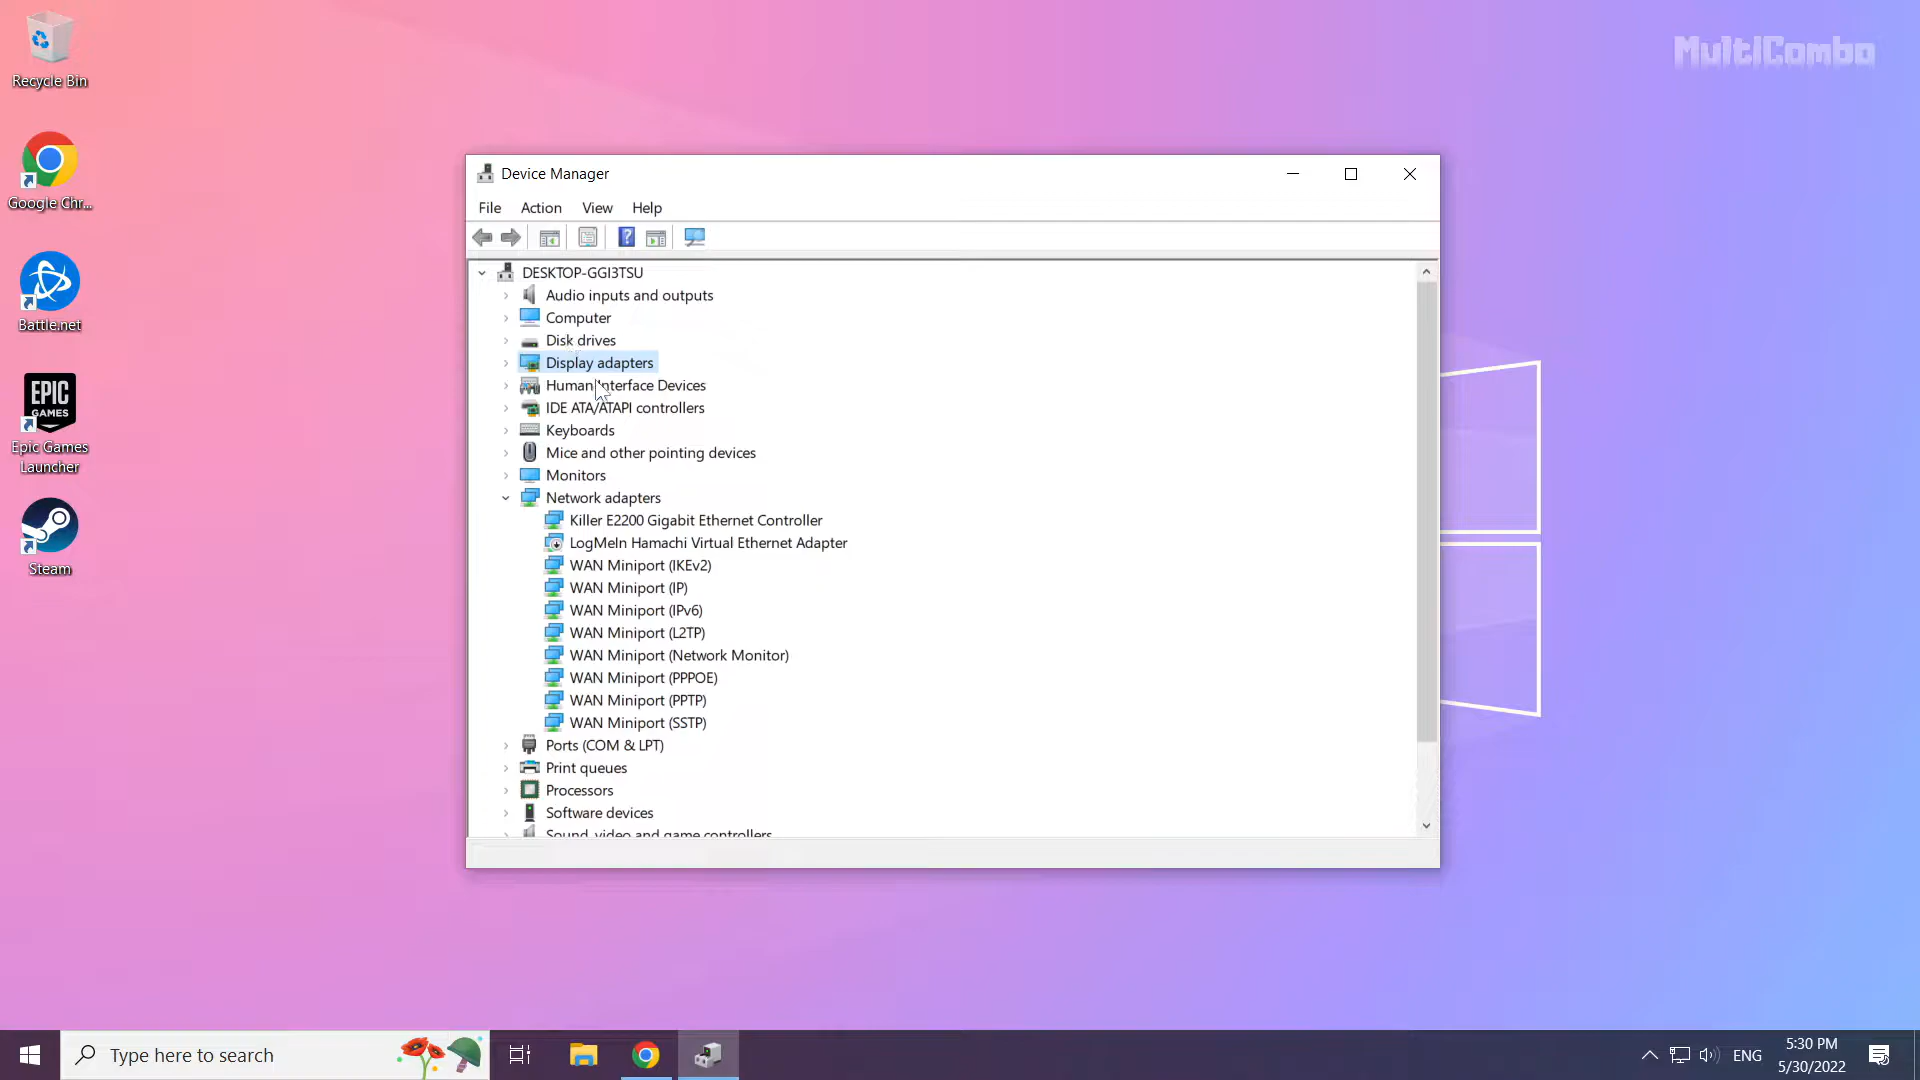 Recycle Bin
Google Chr...
Battle.net
EPIC
GAMES
Epic Games
Launcher
Steam
MultiCombo
Device Manager
File Action View Help
DESKTOP-GGI3TSU
Audio inputs and outputs
Computer
Disk drives
Display adapters
Human Interface Devices
IDE ATA/ATAPI controllers
Keyboards
Mice and other pointing devices
Monitors
Network adapters
Killer E2200 Gigabit Ethernet Controller
LogMeIn Hamachi Virtual Ethernet Adapter
WAN Miniport (IKEv2)
WAN Miniport (IP)
WAN Miniport (IPv6)
WAN Miniport (L2TP)
WAN Miniport (Network Monitor)
WAN Miniport (PPPOE)
WAN Miniport (PPTP)
WAN Miniport (SSTP)
Ports (COM & LPT)
Print queues
Processors
Software devices
Sound, video and game controllers
Type here to search
ENG
5:30 PM
5/30/2022